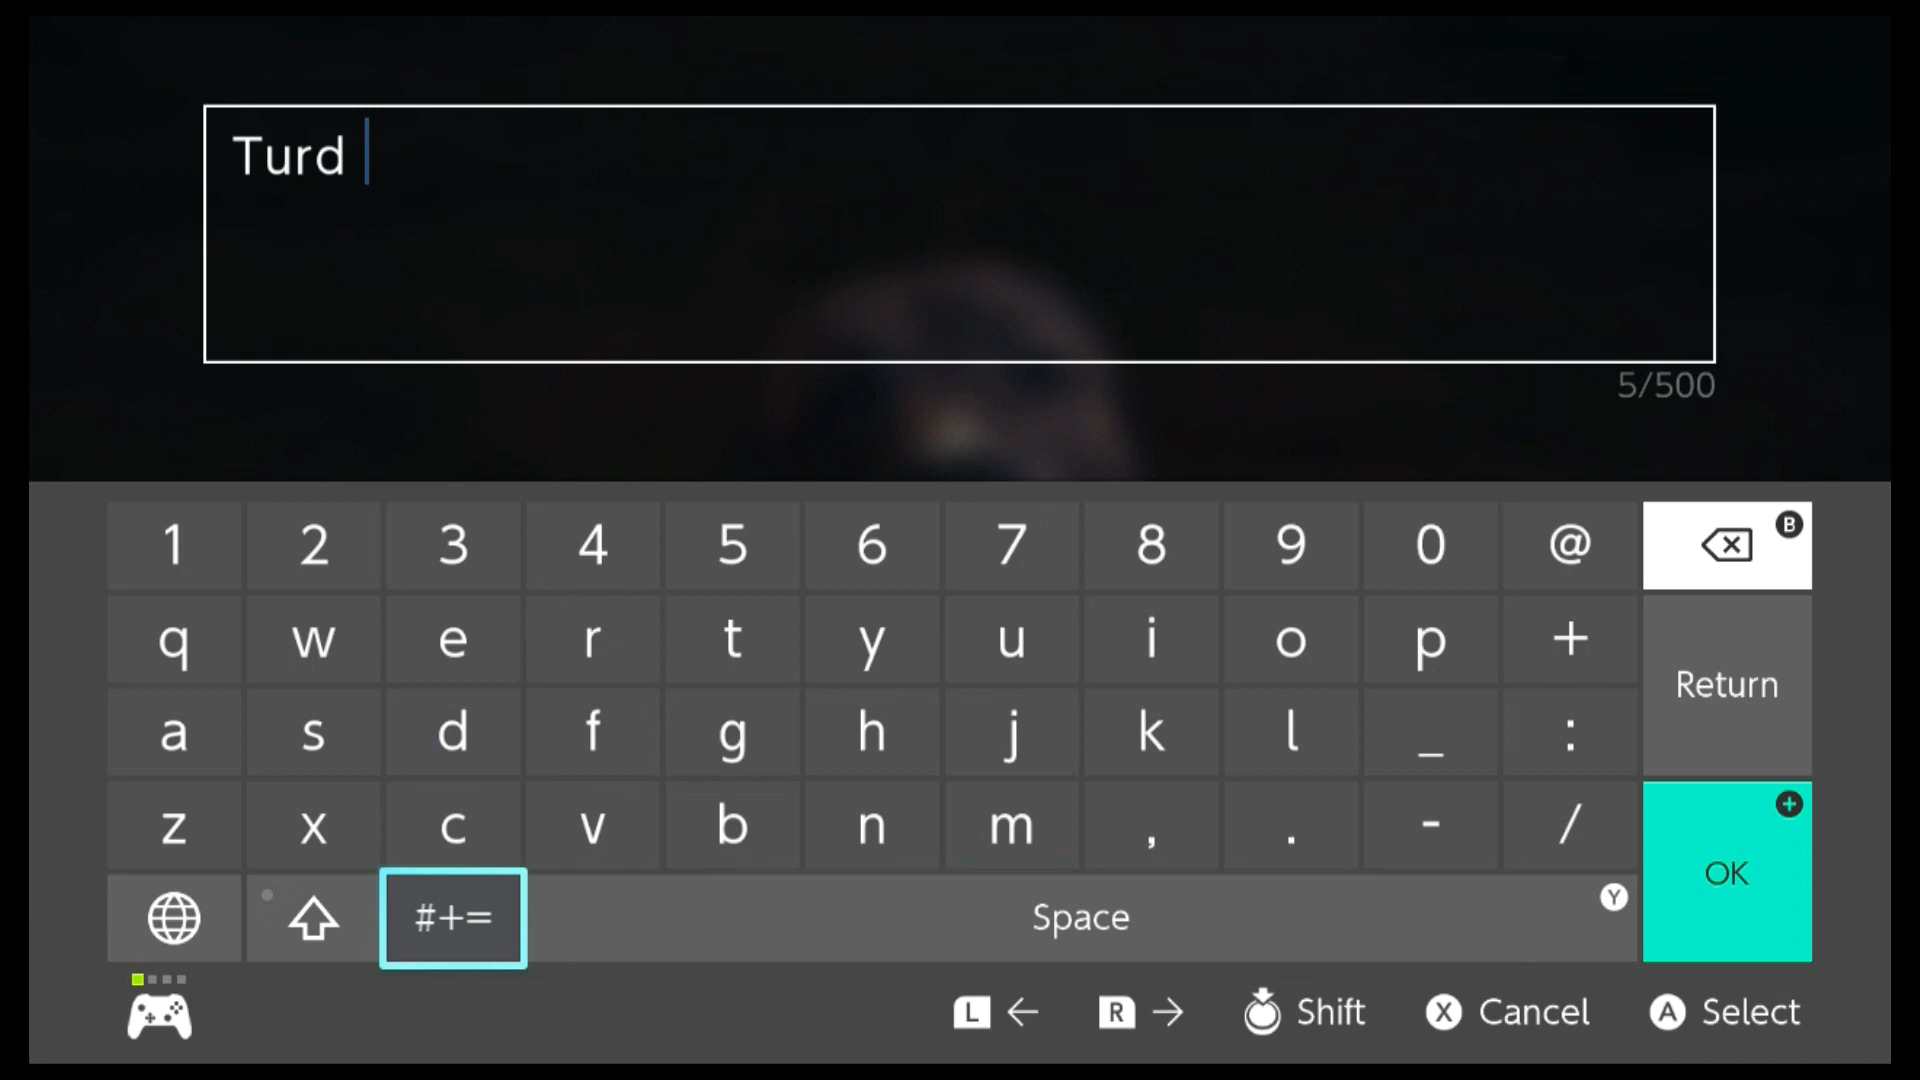 Turd
5/500
1 2 3 4 5 6 7 8 9 0 @ B
q w e r t y u i o p +
Return
a s d f g h j k l _ :
z x c v b n m , . - / +
OK
#+= Space Y
L ← R → Shift X Cancel A Select